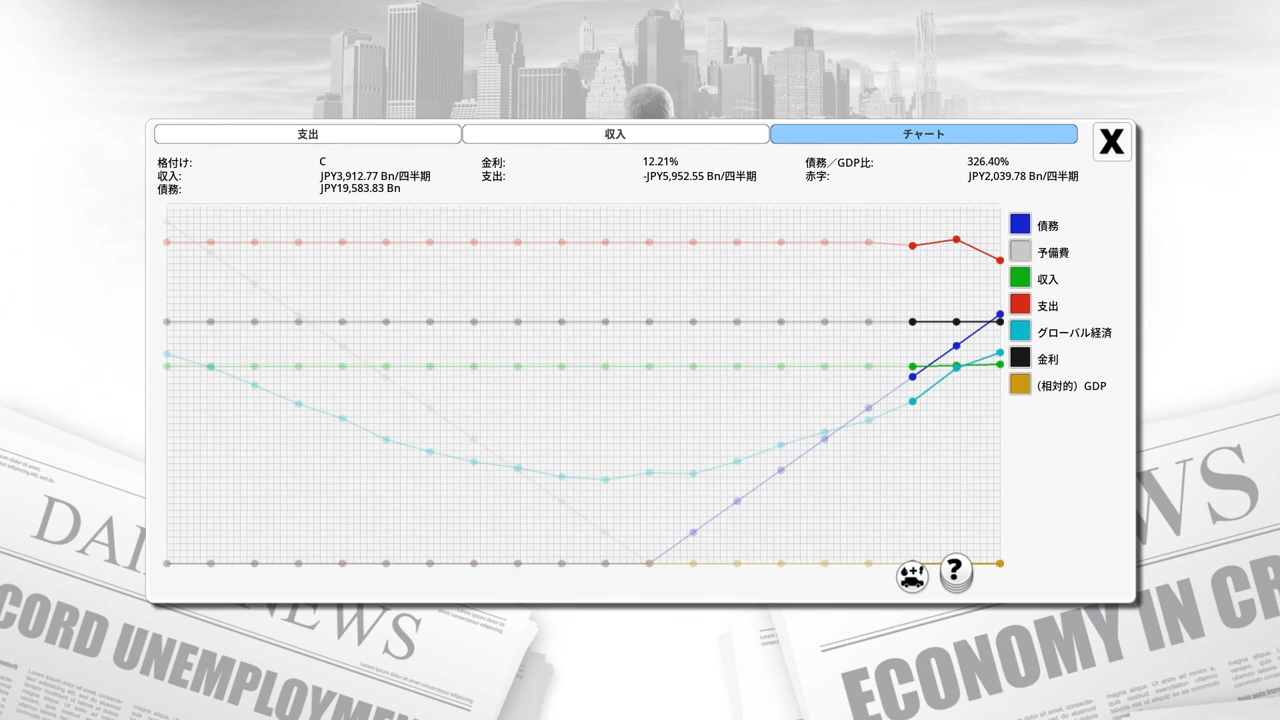 支出 収入 チャート X
格付け: C 金利: 12.21% 債務／GDP比: 326.40%
収入: JPY3,912.77 Bn/四半期 支出: -JPY5,952.55 Bn/四半期 赤字: JPY2,039.78 Bn/四半期
債務: JPY19,583.83 Bn
債務
予備費
収入
支出
グローバル経済
金利
（相対的）GDP
?
DAI
NEWS
CORD UNEMPLOYMEN
WS
ECONOMY IN CR